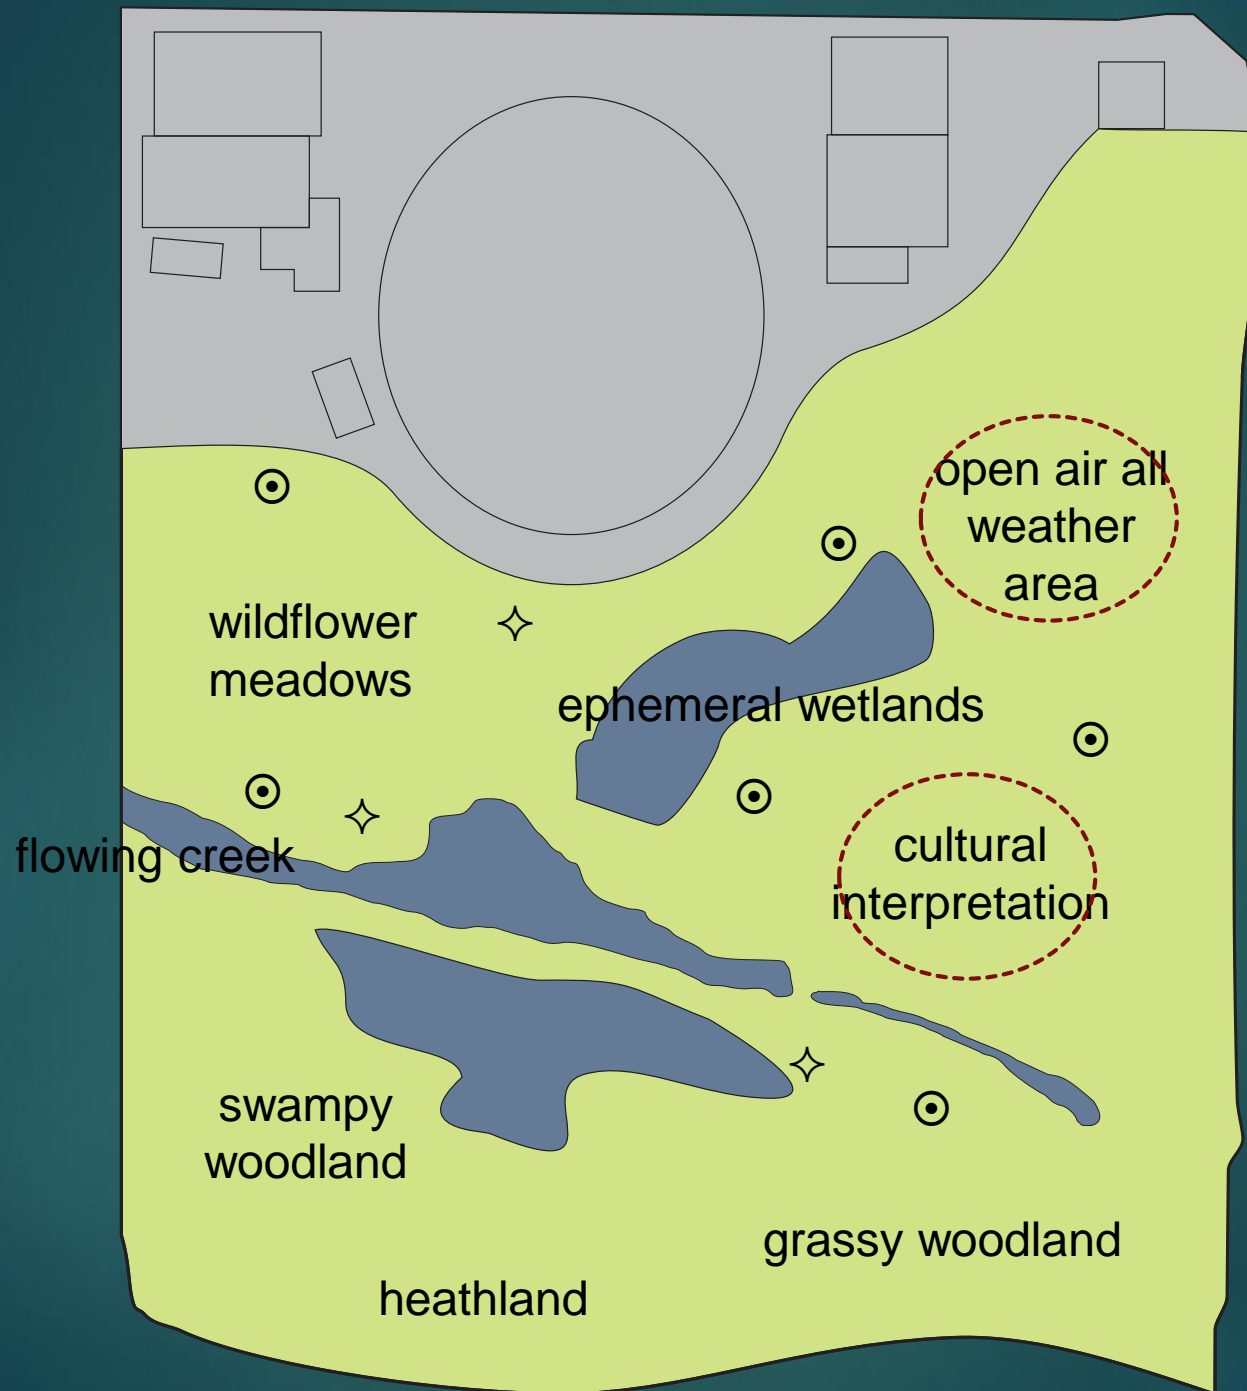 open air all
weather
area
wildflower
meadows
ephemeral wetlands
flowing creek
cultural
interpretation
swampy
woodland
grassy woodland
heathland